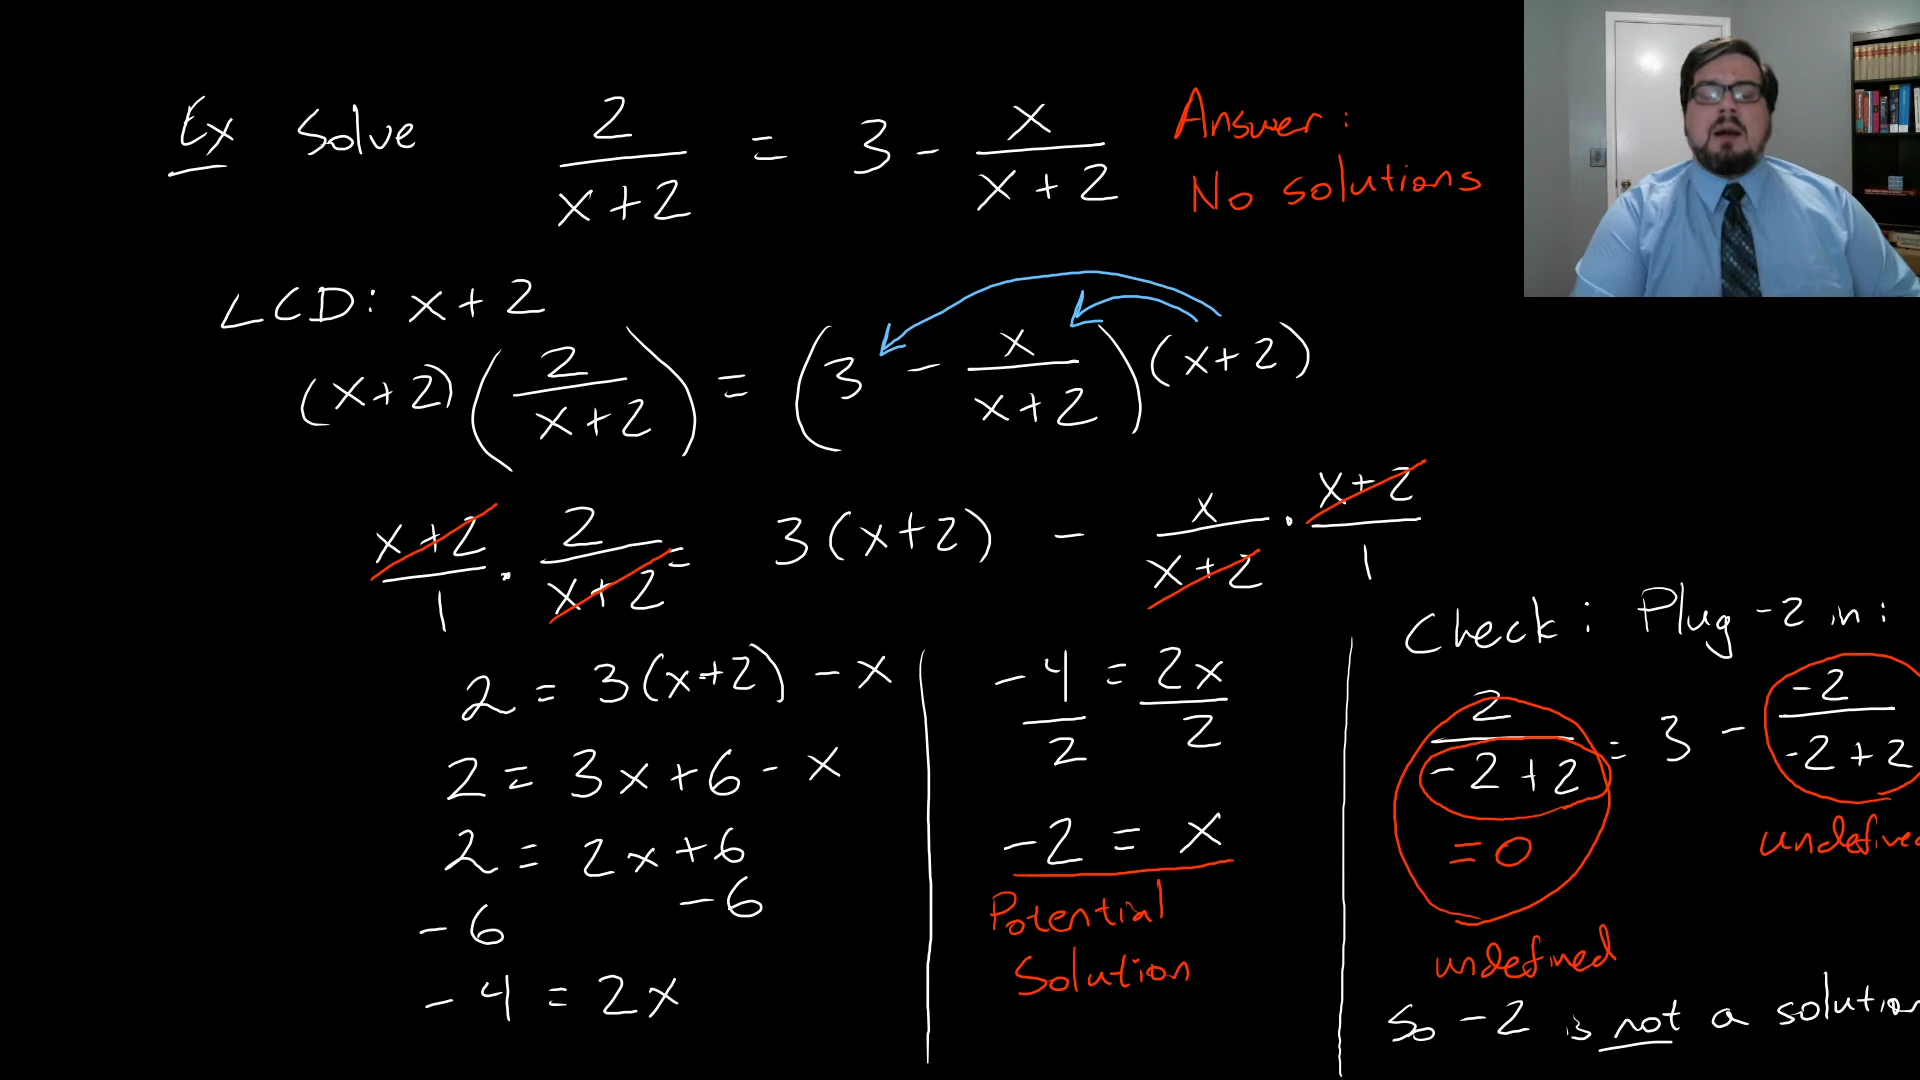 Ex Solve 2/(x+2) = 3 - x/(x+2)
Answer:
No solutions
LCD: x+2
(x+2)(2/(x+2)) = (3 - x/(x+2))(x+2)
(x+2)/1 · 2/(x+2) = 3(x+2) - x/(x+2) · (x+2)/1
2 = 3(x+2) - x
2 = 3x+6-x
2 = 2x+6
-6 -6
-4 = 2x
-4/2 = 2x/2
-2 = x
Potential
Solution
Check: Plug -2 in:
2/(-2+2) = 3 - -2/(-2+2)
=0
undefined
undefined
So -2 is not a solution